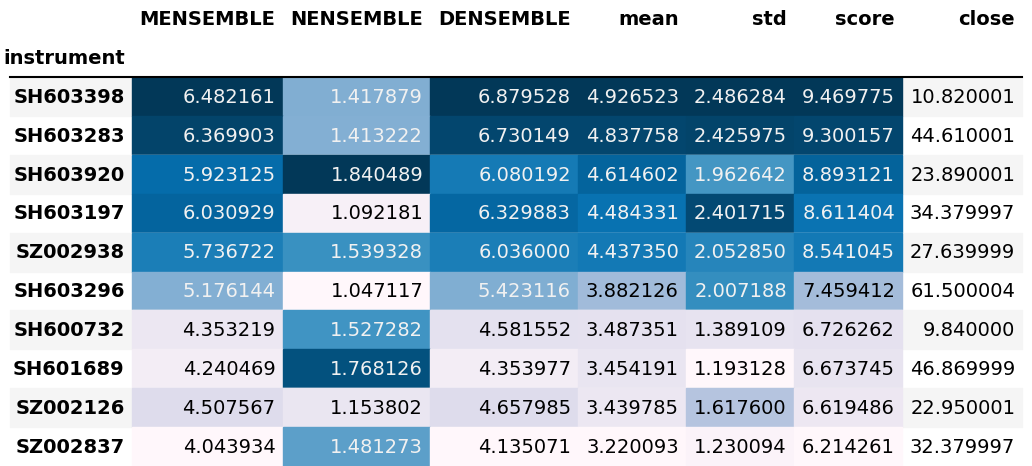 MENSEMBLE NENSEMBLE DENSEMBLE mean std score close
instrument
SH603398 6.482161 1.417879 6.879528 4.926523 2.486284 9.469775 10.820001
SH603283 6.369903 1.413222 6.730149 4.837758 2.425975 9.300157 44.610001
SH603920 5.923125 1.840489 6.080192 4.614602 1.962642 8.893121 23.890001
SH603197 6.030929 1.092181 6.329883 4.484331 2.401715 8.611404 34.379997
SZ002938 5.736722 1.539328 6.036000 4.437350 2.052850 8.541045 27.639999
SH603296 5.176144 1.047117 5.423116 3.882126 2.007188 7.459412 61.500004
SH600732 4.353219 1.527282 4.581552 3.487351 1.389109 6.726262 9.840000
SH601689 4.240469 1.768126 4.353977 3.454191 1.193128 6.673745 46.869999
SZ002126 4.507567 1.153802 4.657985 3.439785 1.617600 6.619486 22.950001
SZ002837 4.043934 1.481273 4.135071 3.220093 1.230094 6.214261 32.379997